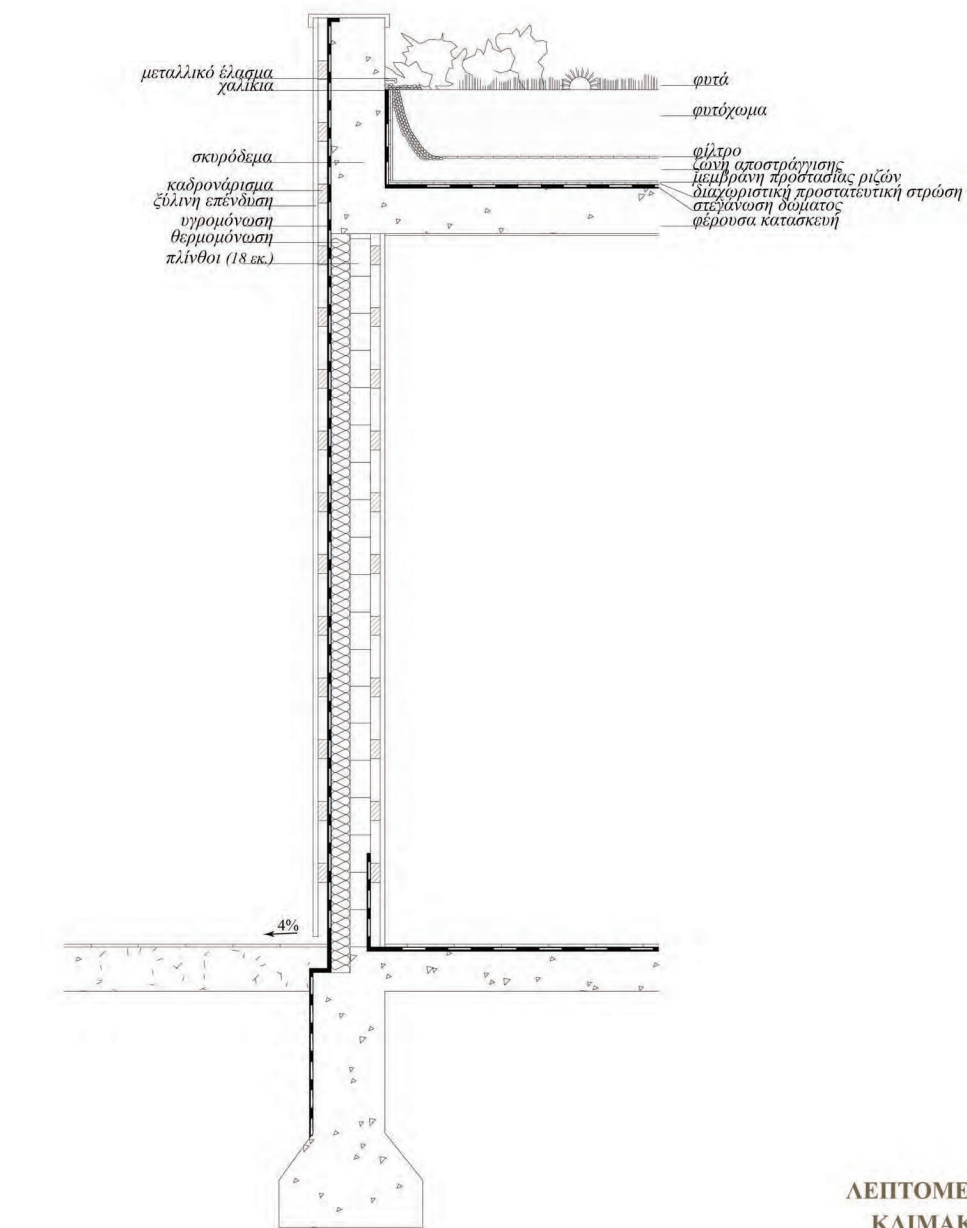 μεταλλικό έλασμα
χαλίκια
σκυρόδεμα
καδρονάρισμα
ξύλινη επένδυση
υγρομόνωση
θερμομόνωση
πλίνθοι (18 εκ.)
φυτά
φυτόχωμα
φίλτρο
ζώνη αποστράγγισης
μεμβράνη προστασίας ριζών
διαχωριστική προστατευτική στρώση
στεγάνωση δώματος
φέρουσα κατασκευή
4%
ΛΕΠΤΟΜΕ
ΚΛΙΜΑΚ